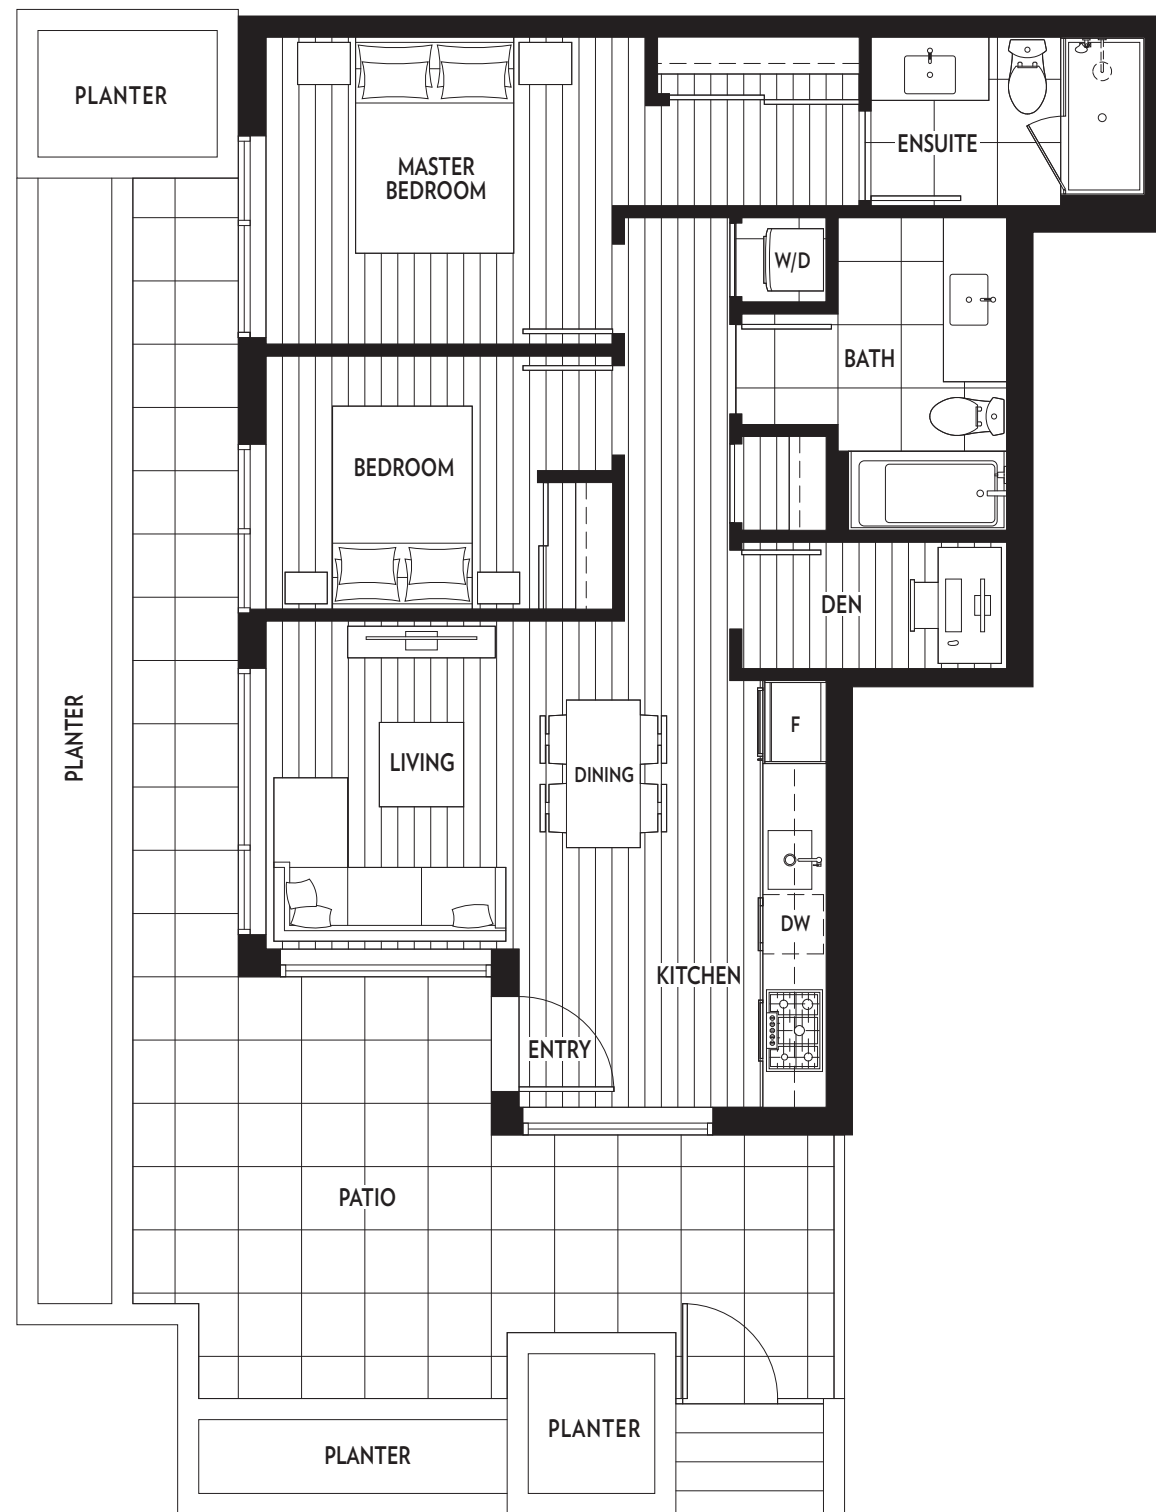 PLANTER
MASTER
BEDROOM
ENSUITE
W/D
BATH
BEDROOM
DEN
PLANTER
F
LIVING
DINING
DW
KITCHEN
ENTRY
PATIO
PLANTER
PLANTER